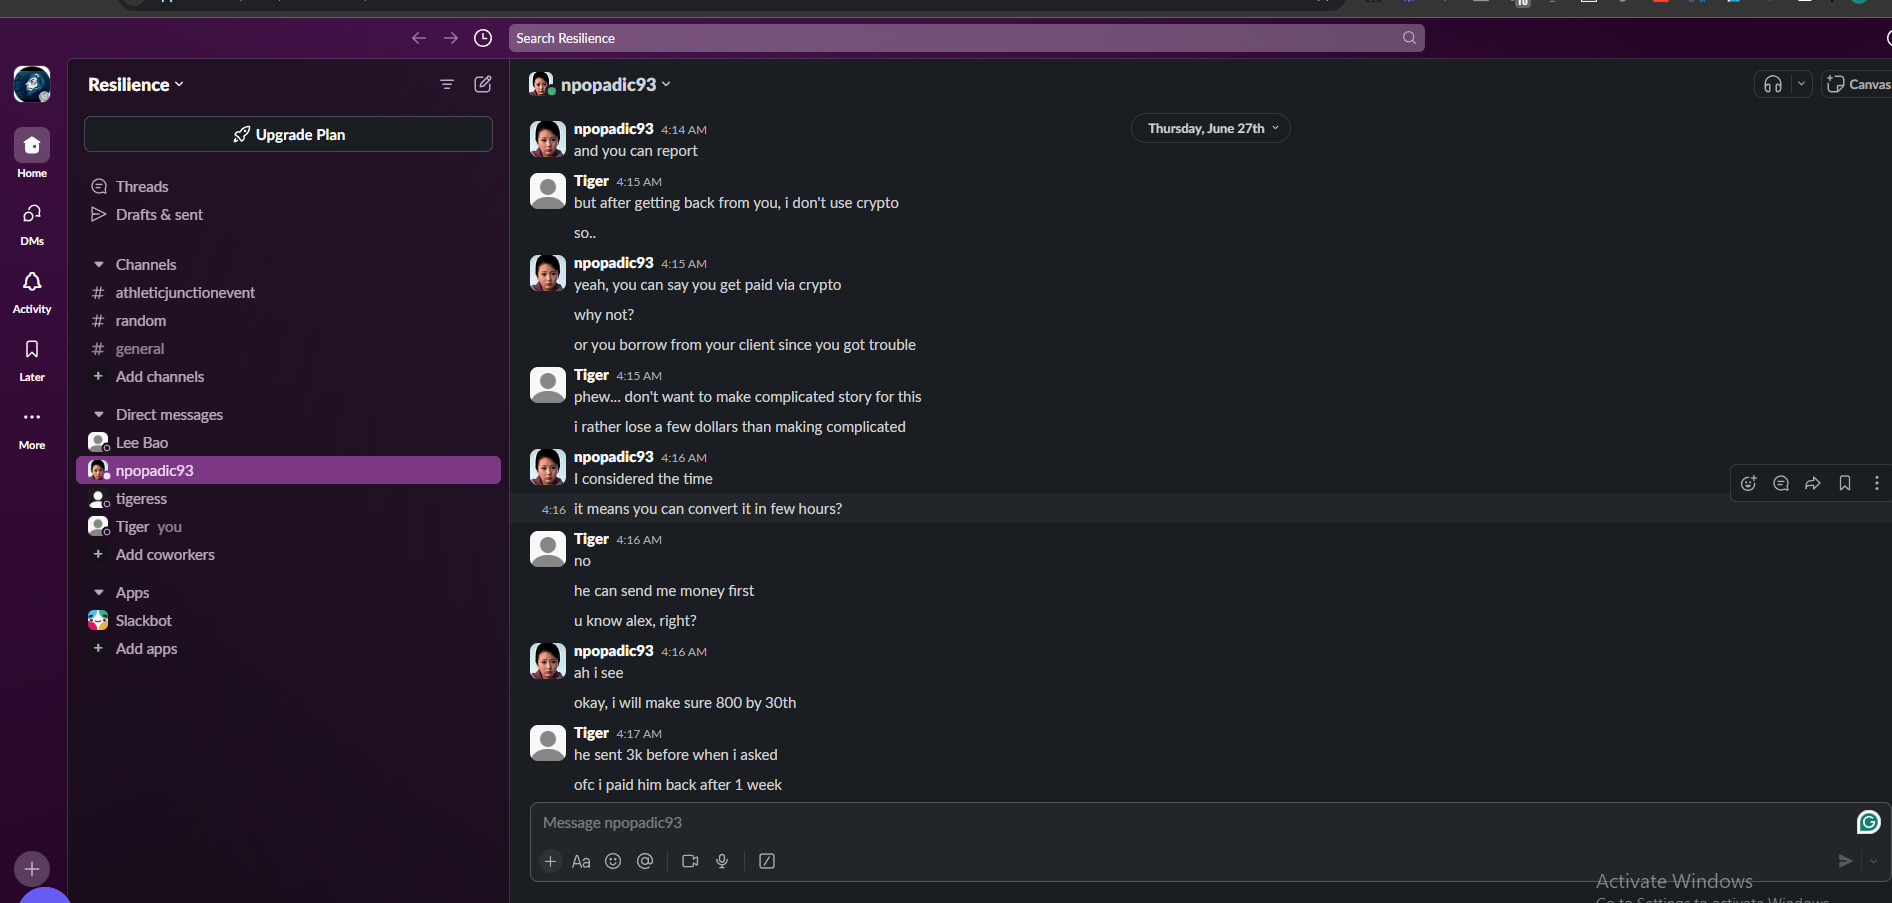 Search Resilience
Resilience
npopadic93
Canvas
Upgrade Plan
Home
Threads
Drafts & sent
DMs
Channels
# athleticjunctionevent
Activity
# random
# general
Later
+ Add channels
Direct messages
More
Lee Bao
npopadic93
tigeress
Tiger you
+ Add coworkers
Apps
Slackbot
+ Add apps
Thursday, June 27th
npopadic93 4:14 AM
and you can report
Tiger 4:15 AM
but after getting back from you, i don't use crypto
so..
npopadic93 4:15 AM
yeah, you can say you get paid via crypto
why not?
or you borrow from your client since you got trouble
Tiger 4:15 AM
phew... don't want to make complicated story for this
i rather lose a few dollars than making complicated
npopadic93 4:16 AM
I considered the time
4:16 it means you can convert it in few hours?
Tiger 4:16 AM
no
he can send me money first
u know alex, right?
npopadic93 4:16 AM
ah i see
okay, i will make sure 800 by 30th
Tiger 4:17 AM
he sent 3k before when i asked
ofc i paid him back after 1 week
Message npopadic93
Aa
Activate Windows
Go to Settings to activate Windows.